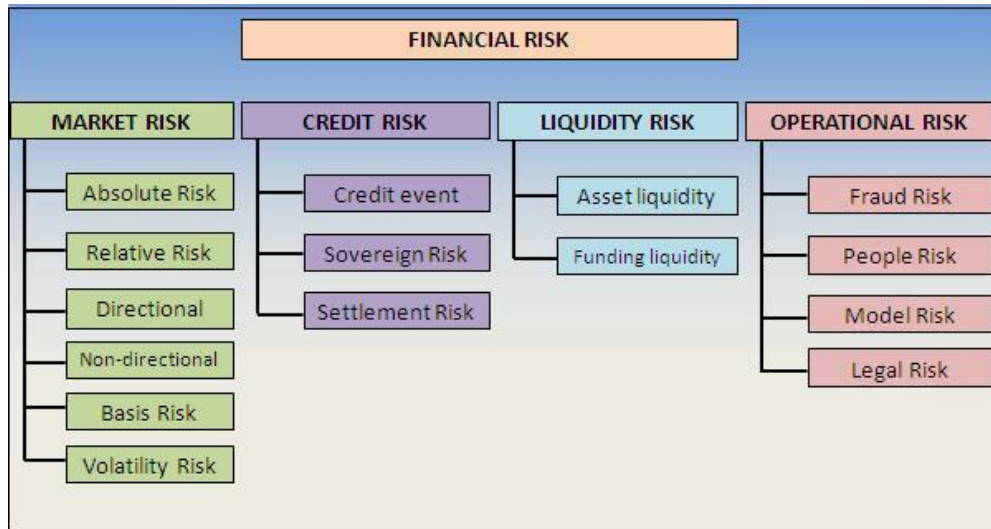 FINANCIAL RISK
MARKET RISK
Absolute Risk
Relative Risk
Directional
Non-directional
Basis Risk
Volatility Risk
CREDIT RISK
Credit event
Sovereign Risk
Settlement Risk
LIQUIDITY RISK
Asset liquidity
Funding liquidity
OPERATIONAL RISK
Fraud Risk
People Risk
Model Risk
Legal Risk